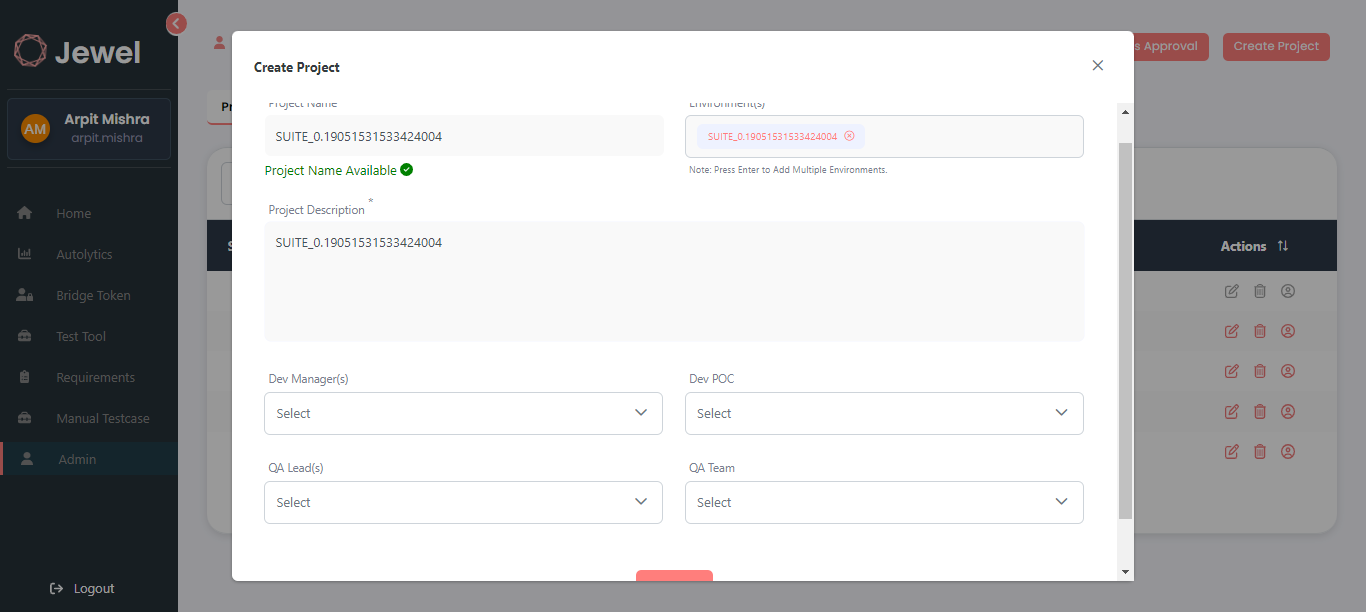 Jewel
AM
Arpit Mishra
arpit.mishra
Home
Autolytics
Bridge Token
Test Tool
Requirements
Manual Testcase
Admin
Logout
s Approval
Create Project
Pr
S
Actions
Create Project
Project Name
Environment(s)
SUITE_0.19051531533424004
SUITE_0.19051531533424004
Project Name Available
Note: Press Enter to Add Multiple Environments.
Project Description *
SUITE_0.19051531533424004
Dev Manager(s)
Dev POC
Select
Select
QA Lead(s)
QA Team
Select
Select